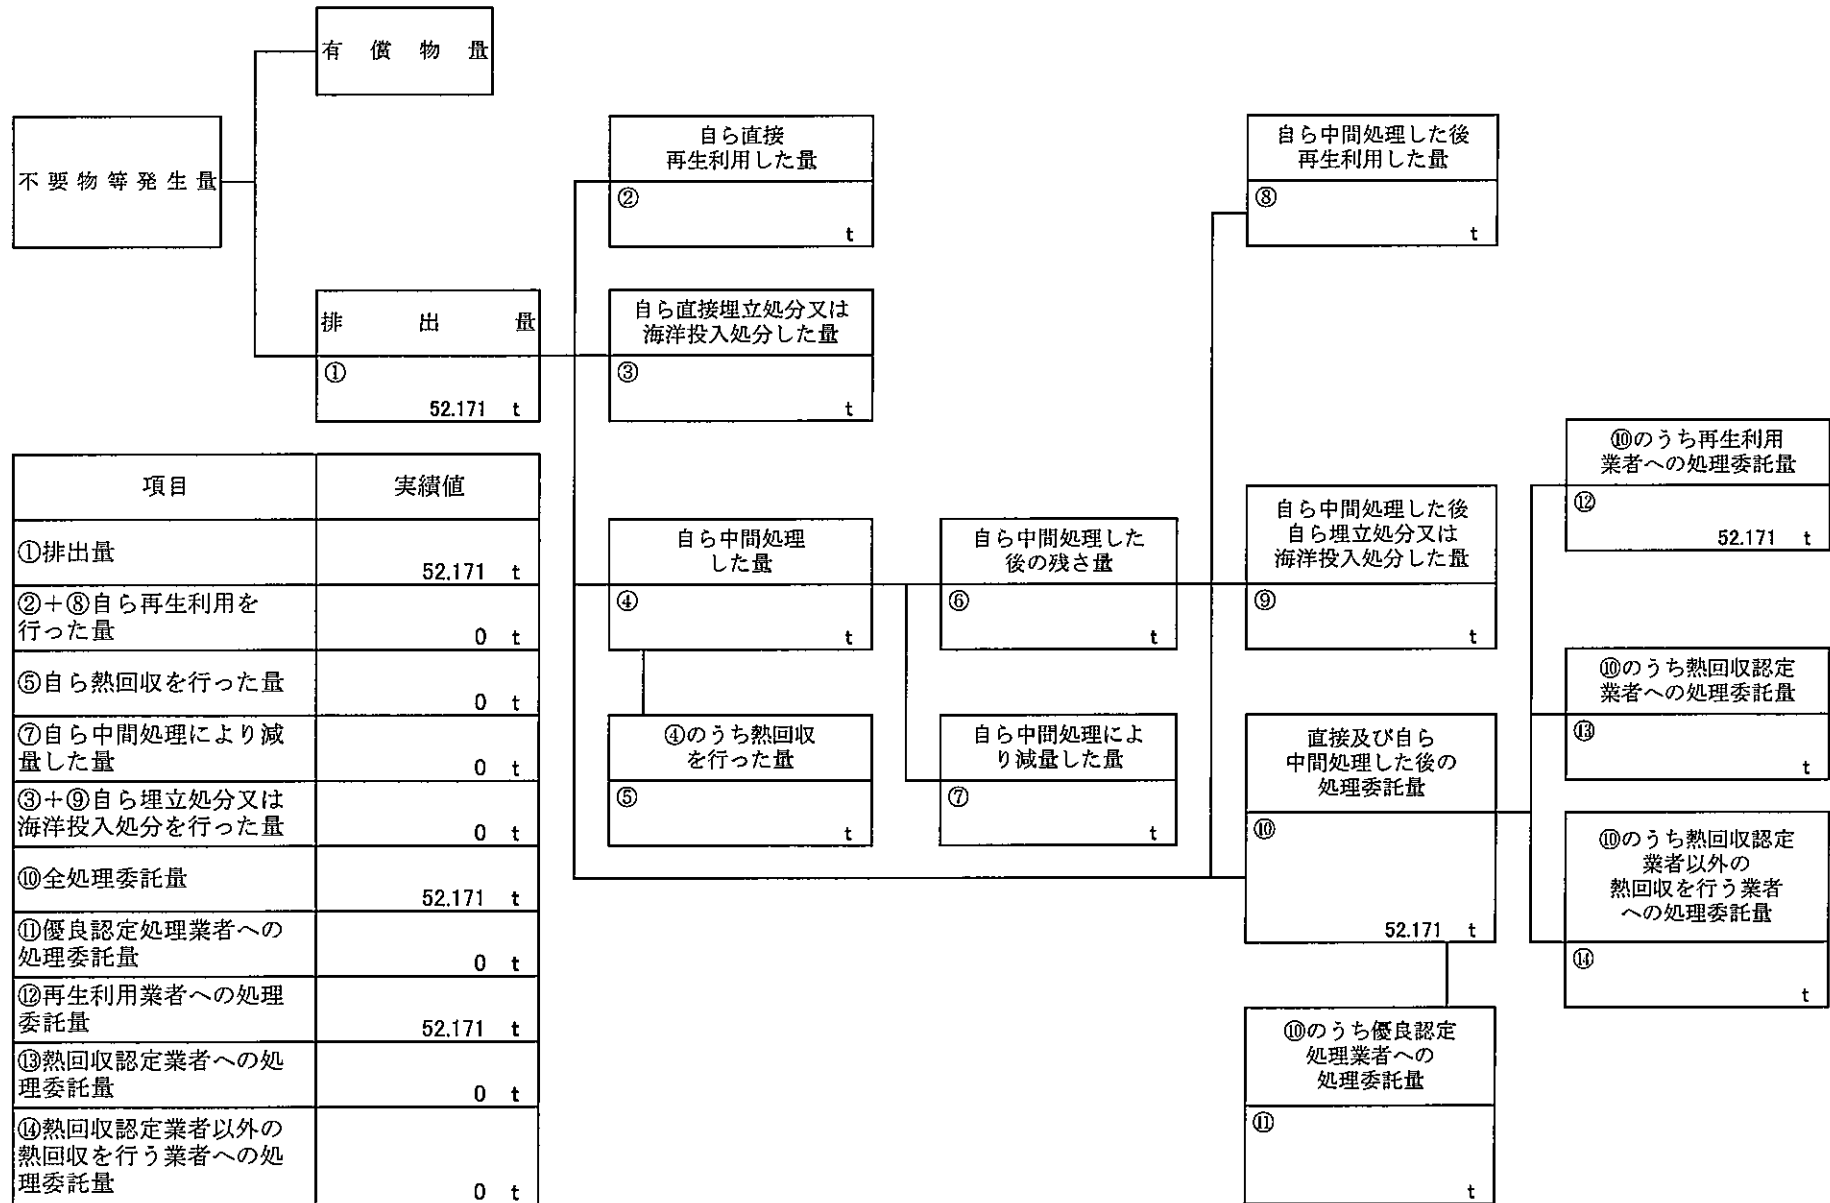 有償物量
不要物等発生量
排出量
①
52.171 t
自ら直接
再生利用した量
②
t
自ら直接埋立処分又は
海洋投入処分した量
③
t
自ら中間処理
した量
④
t
④のうち熱回収
を行った量
⑤
t
自ら中間処理した
後の残さ量
⑥
t
自ら中間処理によ
り減量した量
⑦
t
自ら中間処理した後
再生利用した量
⑧
t
自ら中間処理した後
自ら埋立処分又は
海洋投入処分した量
⑨
t
直接及び自ら
中間処理した後の
処理委託量
⑩
52.171 t
⑩のうち優良認定
処理業者への
処理委託量
⑪
t
⑩のうち再生利用
業者への処理委託量
⑫
52.171 t
⑩のうち熱回収認定
業者への処理委託量
⑬
t
⑩のうち熱回収認定
業者以外の
熱回収を行う業者
への処理委託量
⑭
t
項目 実績値
①排出量
52.171 t
②+⑧自ら再生利用を
行った量
0 t
⑤自ら熱回収を行った量
0 t
⑦自ら中間処理により減
量した量
0 t
③+⑨自ら埋立処分又は
海洋投入処分を行った量
0 t
⑩全処理委託量
52.171 t
⑪優良認定処理業者への
処理委託量
0 t
⑫再生利用業者への処理
委託量
52.171 t
⑬熱回収認定業者への処
理委託量
0 t
⑭熱回収認定業者以外の
熱回収を行う業者への処
理委託量
0 t